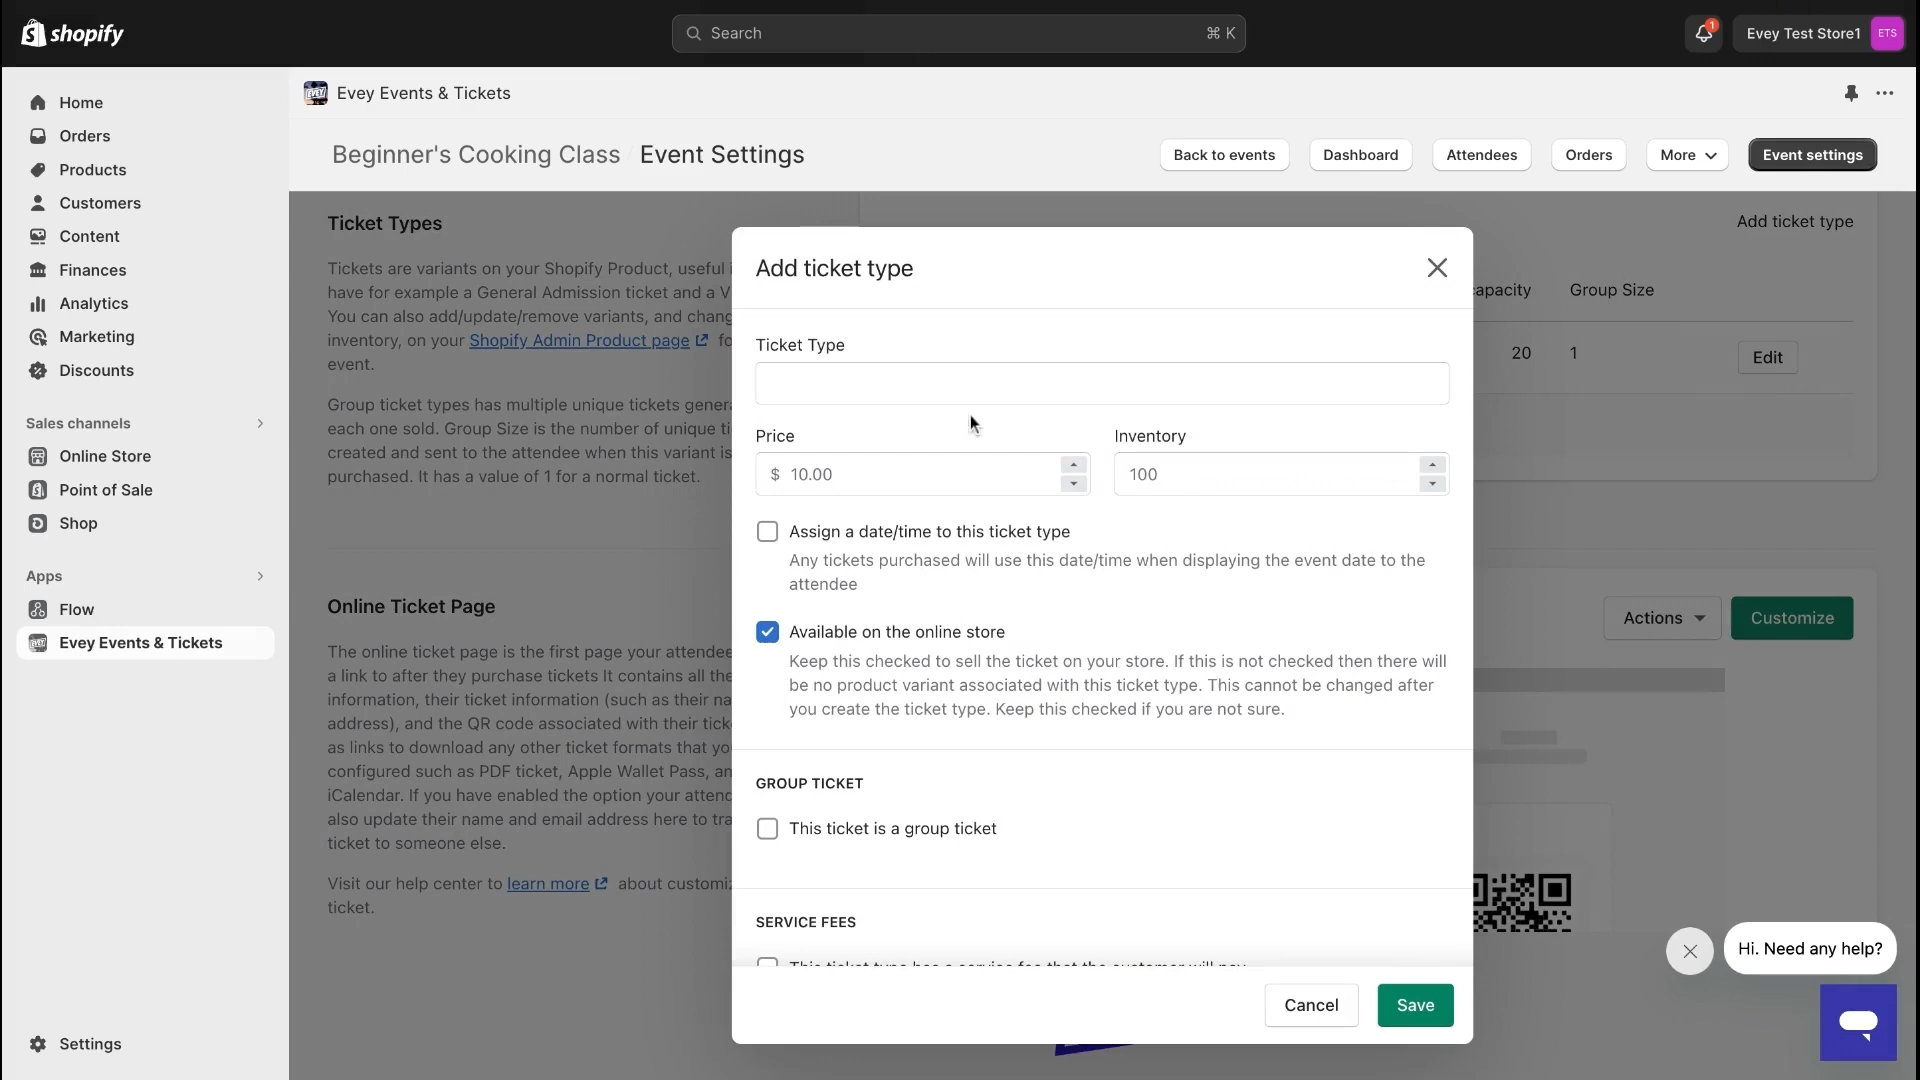 shopify
Search
⌘ K
1
Evey Test Store1
ETS
Home
Orders
Products
Customers
Content
Finances
Analytics
Marketing
Discounts
Sales channels
Online Store
Point of Sale
Shop
Apps
Flow
Evey Events & Tickets
Settings
EVEY
Evey Events & Tickets
Beginner's Cooking Class Event Settings
Back to events
Dashboard
Attendees
Orders
More
Event settings
Ticket Types
Tickets are variants on your Shopify Product, useful i
have for example a General Admission ticket and a V
You can also add/update/remove variants, and chang
inventory, on your Shopify Admin Product page fo
event.
Group ticket types has multiple unique tickets genera
each one sold. Group Size is the number of unique ti
created and sent to the attendee when this variant is
purchased. It has a value of 1 for a normal ticket.
Add ticket type
capacity
Group Size
20
1
Edit
Online Ticket Page
The online ticket page is the first page your attende
a link to after they purchase tickets It contains all the
information, their ticket information (such as their na
address), and the QR code associated with their ticke
as links to download any other ticket formats that yo
configured such as PDF ticket, Apple Wallet Pass, an
iCalendar. If you have enabled the option your attend
also update their name and email address here to tra
ticket to someone else.
Visit our help center to learn more about customiz
ticket.
Actions
Customize
Add ticket type
Ticket Type
Price
Inventory
$ 10.00
100
Assign a date/time to this ticket type
Any tickets purchased will use this date/time when displaying the event date to the
attendee
Available on the online store
Keep this checked to sell the ticket on your store. If this is not checked then there will
be no product variant associated with this ticket type. This cannot be changed after
you create the ticket type. Keep this checked if you are not sure.
GROUP TICKET
This ticket is a group ticket
SERVICE FEES
This ticket type has a service fee that the customer will pay
Cancel
Save
Hi. Need any help?